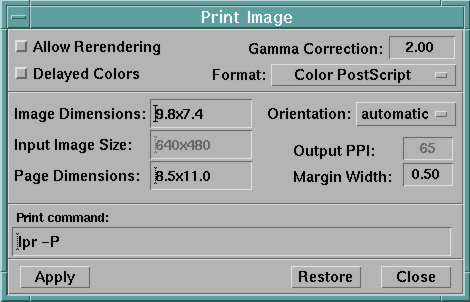 Print Image
Allow Rerendering Gamma Correction: 2.00
Delayed Colors Format: Color PostScript
Image Dimensions: 9.8x7.4 Orientation: automatic
Input Image Size: 640x480 Output PPI: 65
Page Dimensions: 8.5x11.0 Margin Width: 0.50
Print command:
lpr -P
Apply Restore Close